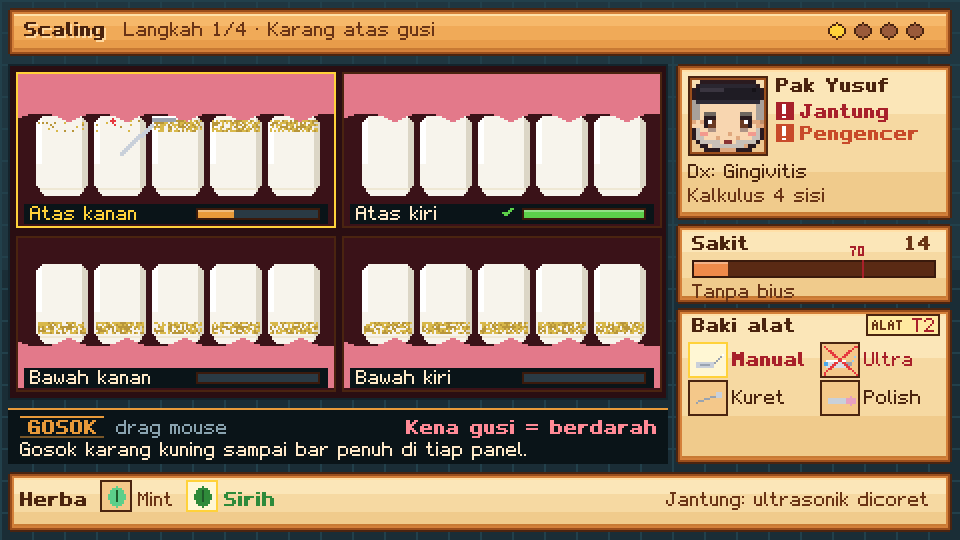 Scaling Langkah 1/4 · Karang atas gusi
Atas kanan
Atas kiri
Bawah kanan
Bawah kiri
GOSOK drag mouse
Kena gusi = berdarah
Gosok karang kuning sampai bar penuh di tiap panel.
Pak Yusuf
! Jantung
! Pengencer
Dx: Gingivitis
Kalkulus 4 sisi
Sakit 14
70
Tanpa bius
Baki alat
ALAT T2
Manual
Ultra
Kuret
Polish
Herba
Mint
Sirih
Jantung: ultrasonik dicoret